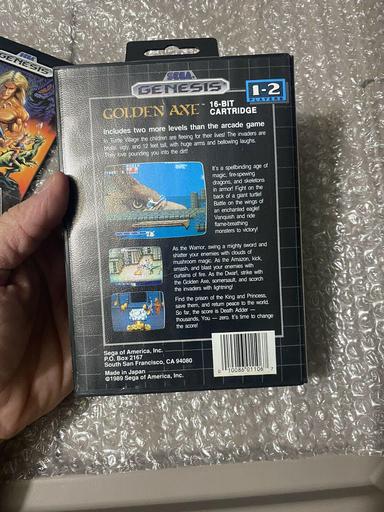 SEGA
GENESIS
1-2
PLAYERS
GOLDEN AXE™
16-BIT
CARTRIDGE
Includes two more levels than the arcade game
In Turtle Village the citizens are fleeing for their lives! The invaders are
brutal, ugly, and 12 feet tall, with huge arms and bellowing laughs.
They love pounding you into the dirt!
It's a spellbinding age of
magic, fire-spewing
dragons, and skeletons
in armor! Fight on the
back of a giant turtle!
Battle on the wings of
an enchanted eagle!
Vanquish and ride
flame-breathing
monsters to victory!
As the Warrior, swing a mighty sword and
shatter your enemies with clouds of
mushroom magic. As the Amazon, kick,
smash, and blast your enemies with
curtains of fire. As the Dwarf, strike with
the Golden Axe, somersault, and scorch
the invaders with lightning!
Find the prison of the King and Princess,
save them, and return peace to the world.
So far, the score is Death Adder —
thousands, You — zero. It's time to change
the score!
Sega of America, Inc.
P.O. Box 2167
South San Francisco, CA 94080
Made in Japan
©1989 Sega of America, Inc.
0 10086 01106 7
SEGA
GENESIS